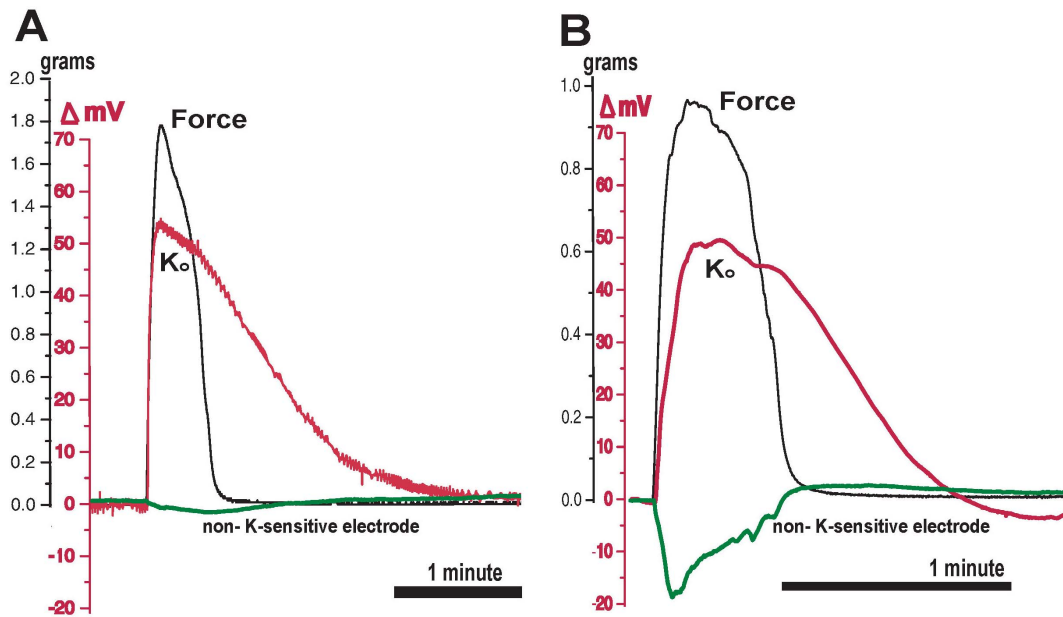 A
grams
2.0
1.8
1.6
1.4
1.2
1.0
0.8
0.6
0.4
0.2
0.0
Δ mV
70
60
50
40
30
20
10
0
-10
-20
Force
Kₒ
non- K-sensitive electrode
1 minute
B
grams
1.0
0.8
0.6
0.4
0.2
0.0
Δ mV
70
60
50
40
30
20
10
0
-10
-20
Force
Kₒ
non- K-sensitive electrode
1 minute